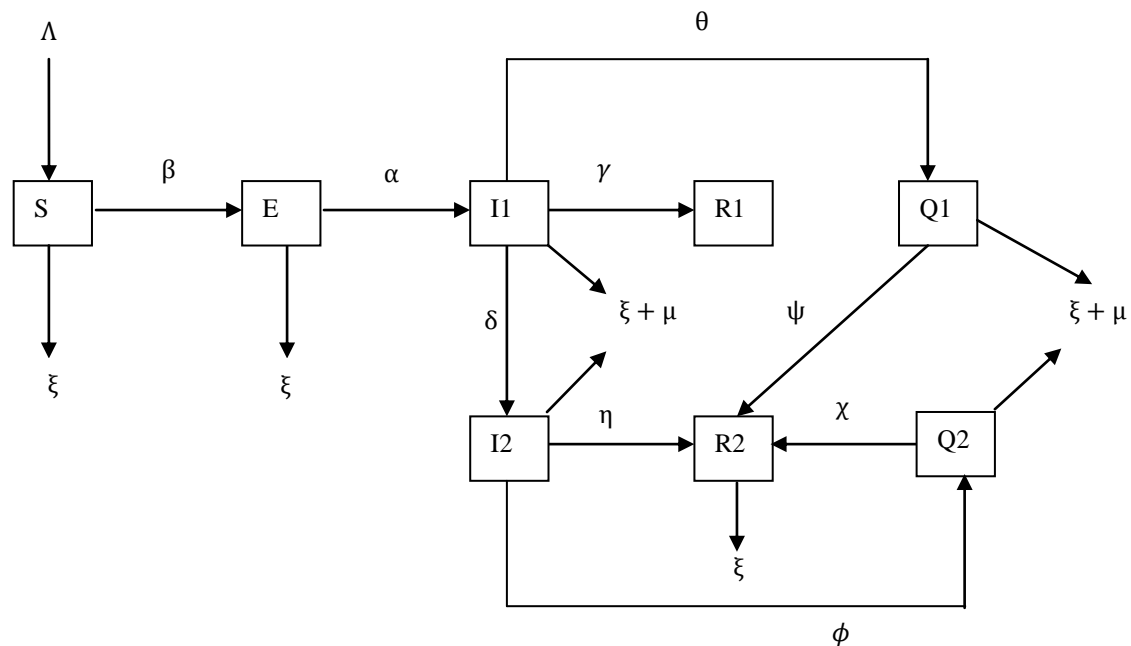 Λ
θ
β
α
γ
S
E
I1
R1
Q1
δ
ξ + μ
ψ
ξ + μ
ξ
ξ
η
χ
I2
R2
Q2
ξ
ϕ